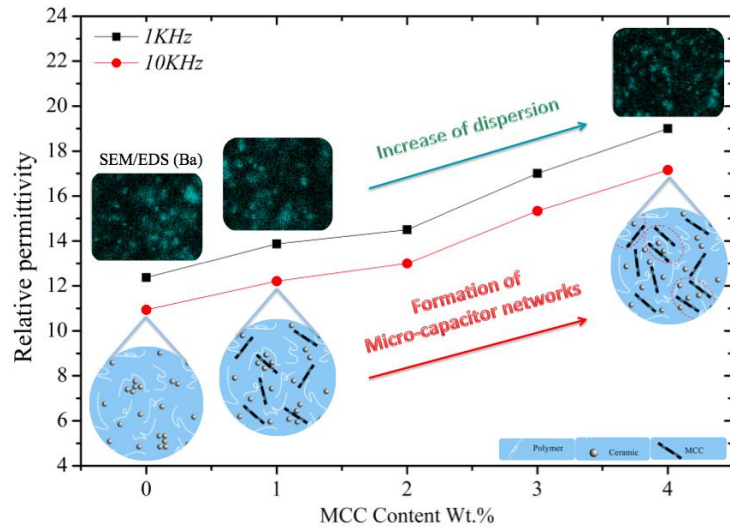 24
22
20
18
16
14
12
10
8
6
4
Relative permittivity
1KHz
10KHz
SEM/EDS (Ba)
Increase of dispersion
Formation of
Micro-capacitor networks
Polymer
Ceramic
MCC
0
1
2
3
4
MCC Content Wt.%